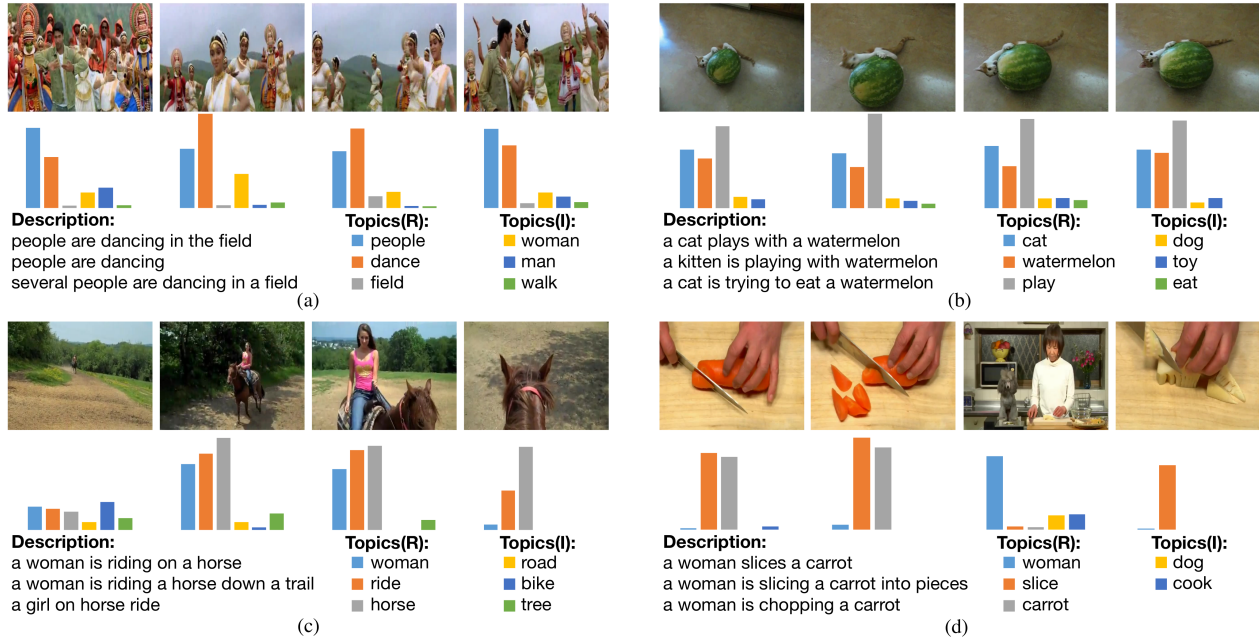 Description:
people are dancing in the field
people are dancing
several people are dancing in a field
Topics(R):
people
dance
field
Topics(I):
woman
man
walk
(a)
Description:
a cat plays with a watermelon
a kitten is playing with watermelon
a cat is trying to eat a watermelon
Topics(R):
cat
watermelon
play
Topics(I):
dog
toy
eat
(b)
Description:
a woman is riding on a horse
a woman is riding a horse down a trail
a girl on horse ride
Topics(R):
woman
ride
horse
Topics(I):
road
bike
tree
(c)
Description:
a woman slices a carrot
a woman is slicing a carrot into pieces
a woman is chopping a carrot
Topics(R):
woman
slice
carrot
Topics(I):
dog
cook
(d)